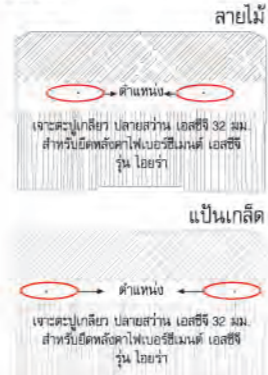 ลายไม้
ตำแหน่ง
เจาะตะปูเกลียว ปลายสว่าน เอสซีจี 32 มม.
สำหรับยึดหลังคาไฟเบอร์ซีเมนต์ เอสซีจี
รุ่น ไอยร่า
แป้นเกล็ด
ตำแหน่ง
เจาะตะปูเกลียว ปลายสว่าน เอสซีจี 32 มม.
สำหรับยึดหลังคาไฟเบอร์ซีเมนต์ เอสซีจี
รุ่น ไอยร่า